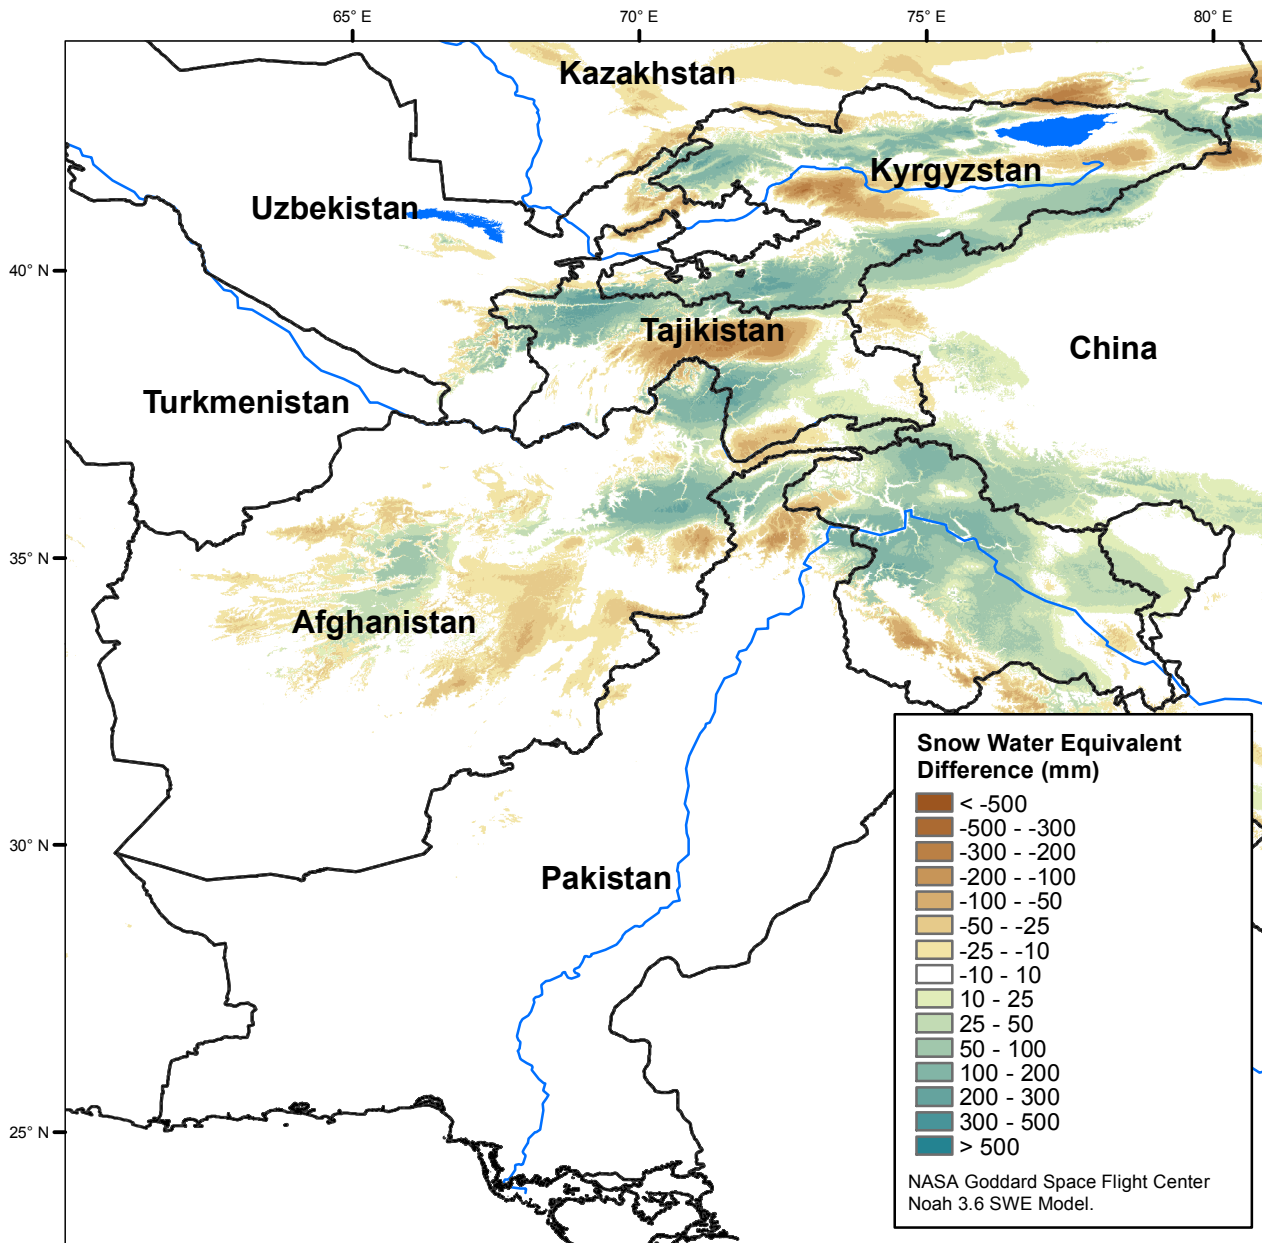 65° E
70° E
75° E
80° E
Kazakhstan
Kyrgyzstan
Uzbekistan
40° N
Tajikistan
China
Turkmenistan
35° N
Afghanistan
Snow Water Equivalent
Difference (mm)
< -500
-500 - -300
-300 - -200
-200 - -100
-100 - -50
-50 - -25
-25 - -10
-10 - 10
10 - 25
25 - 50
50 - 100
100 - 200
200 - 300
300 - 500
> 500
30° N
Pakistan
25° N
NASA Goddard Space Flight Center
Noah 3.6 SWE Model.